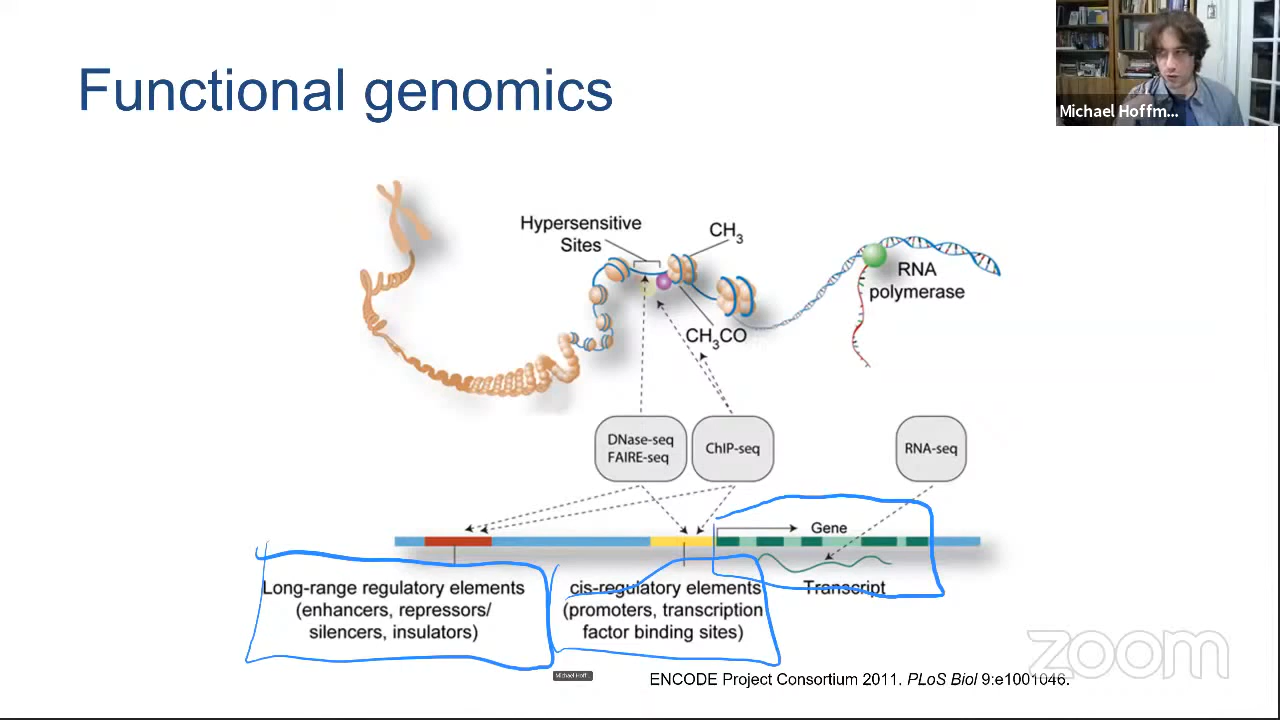 Functional genomics
Michael Hoffm...
Hypersensitive
Sites
CH3
RNA
polymerase
CH3CO
DNase-seq
FAIRE-seq
ChIP-seq
RNA-seq
Gene
Long-range regulatory elements
(enhancers, repressors/
silencers, insulators)
cis-regulatory elements
(promoters, transcription
factor binding sites)
Transcript
zoom
Michael Hoff...
ENCODE Project Consortium 2011. PLoS Biol 9:e1001046.